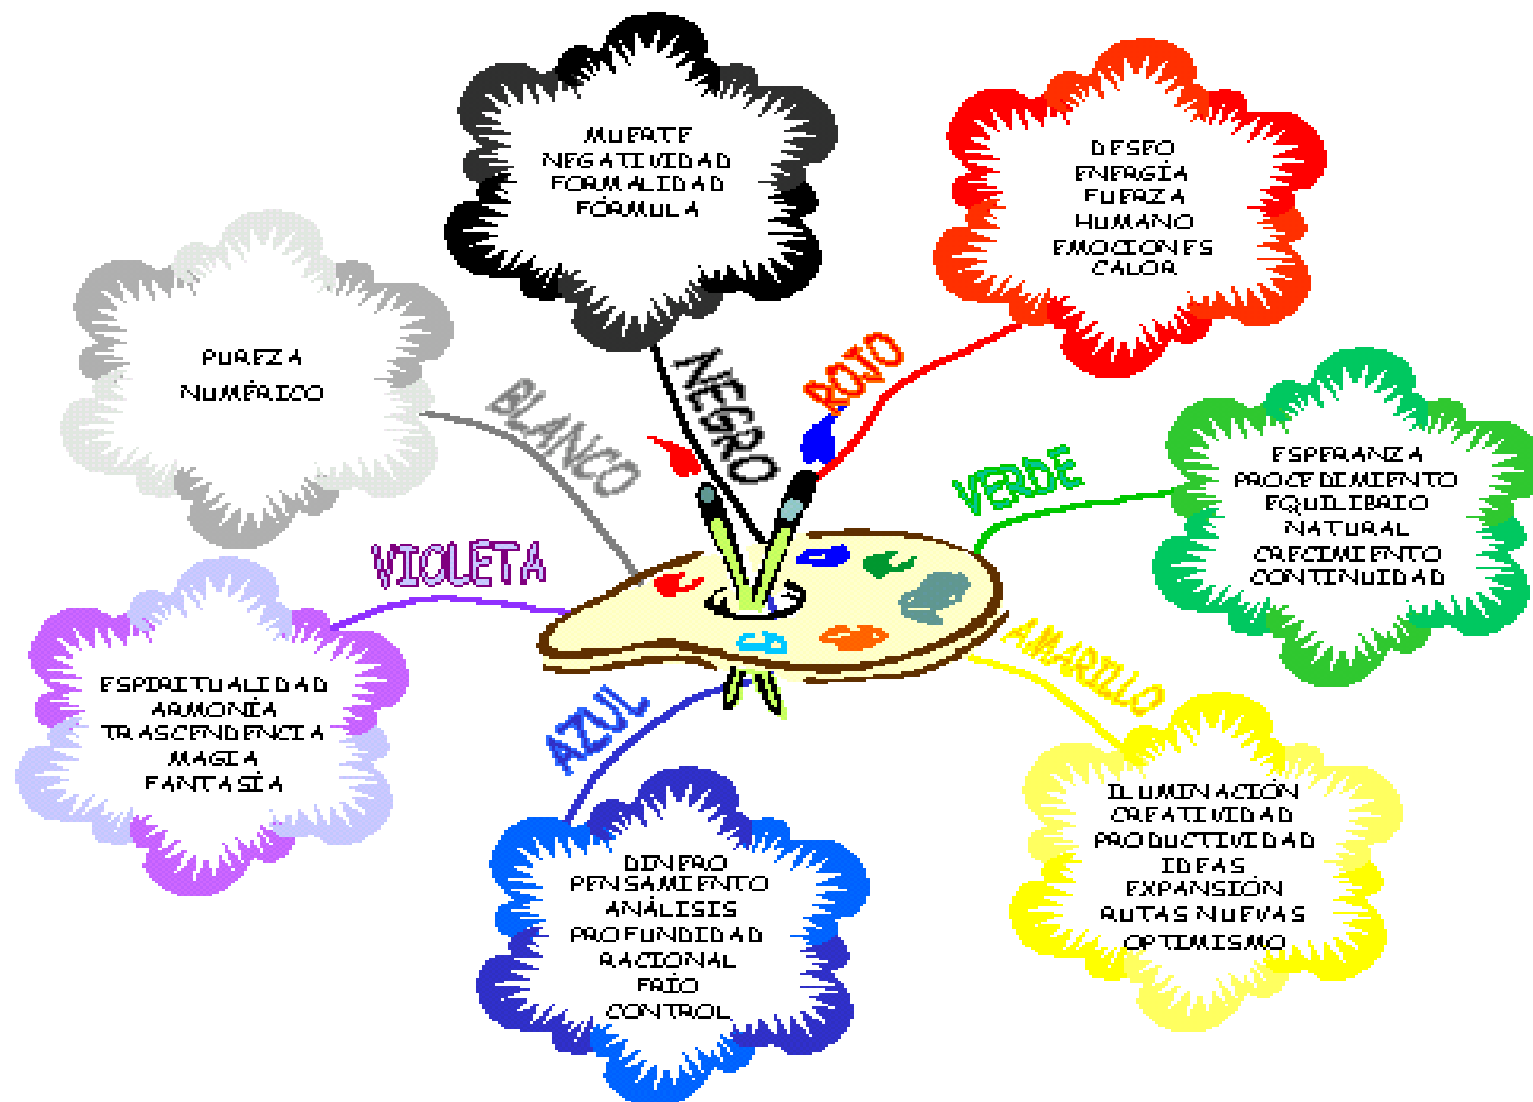 MUERTE
NEGATIVIDAD
FORMALIDAD
FÓRMULA
NEGRO
DESEO
ENERGÍA
FUERZA
HUMANO
EMOCIONES
CALOR
ROJO
PUREZA
NUMÉRICO
BLANCO
ESPERANZA
PROCEDIMIENTO
EQUILIBRIO
NATURAL
CRECIMIENTO
CONTINUIDAD
VERDE
VIOLETA
ESPIRITUALIDAD
ARMONÍA
TRASCENDENCIA
MAGIA
FANTASÍA
AMARILLO
ILUMINACIÓN
CREATIVIDAD
PRODUCTIVIDAD
IDEAS
EXPANSIÓN
RUTAS NUEVAS
OPTIMISMO
AZUL
DINERO
PENSAMIENTO
ANÁLISIS
PROFUNDIDAD
RACIONAL
FRÍO
CONTROL